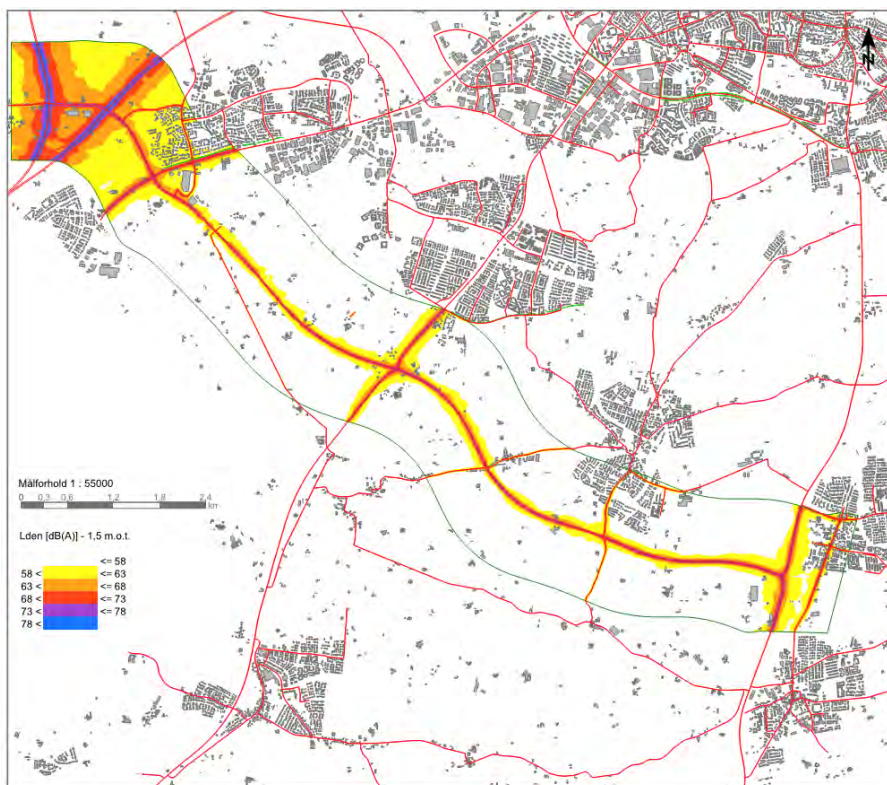 N
Målforhold 1 : 55000
0 0.3 0.6 1.2 1.8 2.4
km
Lden [dB(A)] - 1,5 m.o.t.
<= 58
58 < <= 63
63 < <= 68
68 < <= 73
73 < <= 78
78 <